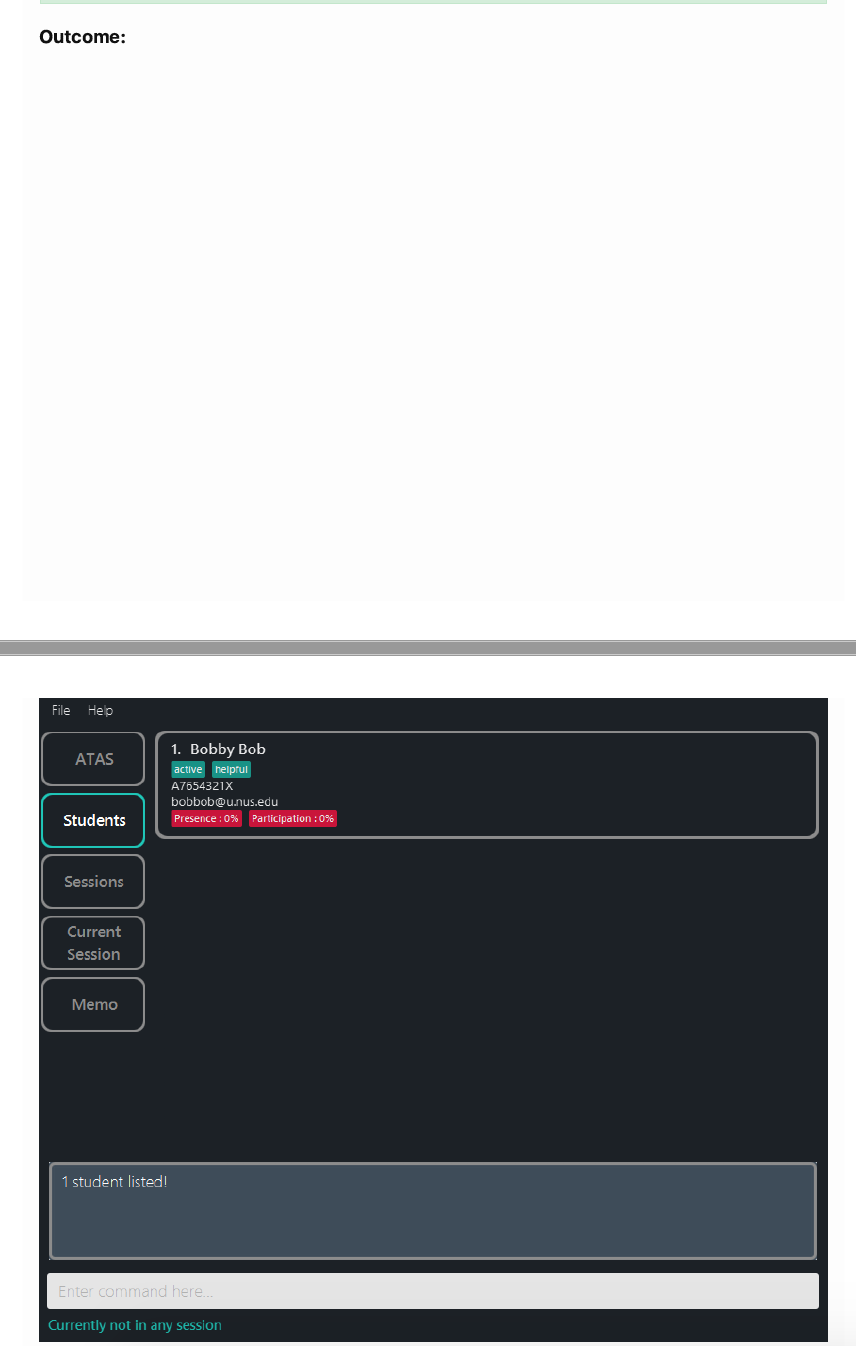 Outcome:
File Help
ATAS
Students
Sessions
Current
Session
Memo
1. Bobby Bob
active helpful
A7654321X
bobbob@u.nus.edu
Presence : 0% Participation : 0%
1 student listed!
Enter command here...
Currently not in any session